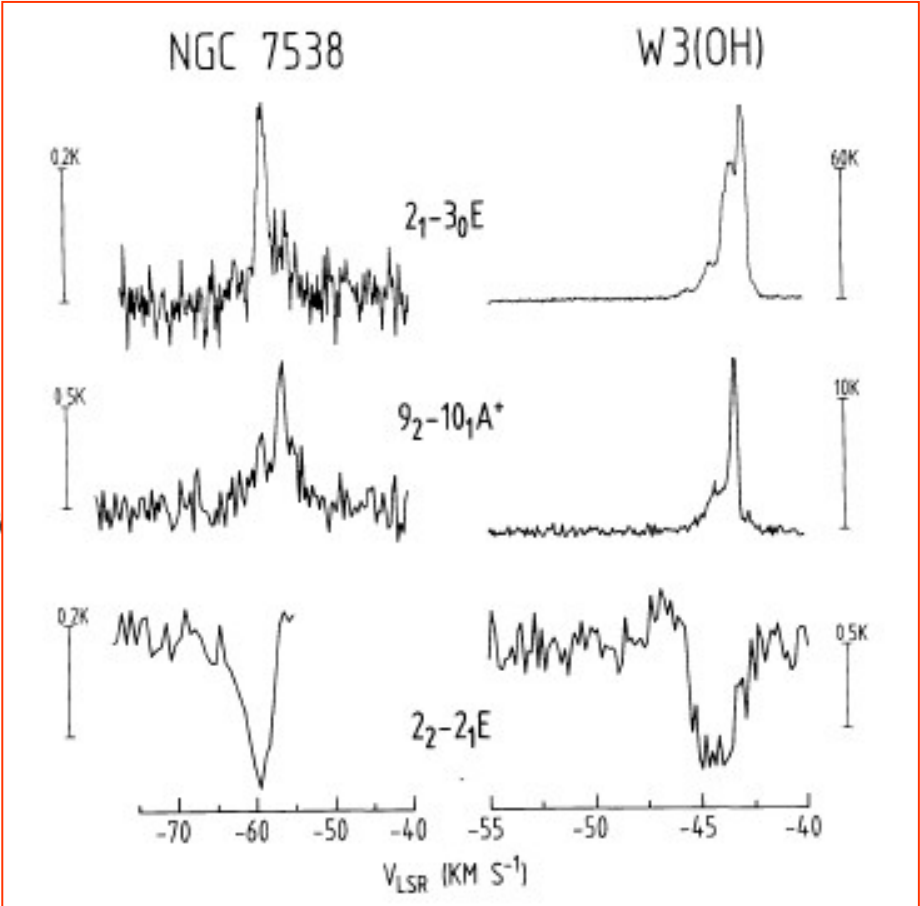 NGC 7538
W3(OH)
0.2K
60K
2₁-3₀E
0.5K
10K
9₂-10₁A⁺
0.2K
0.5K
2₂-2₁E
-70 -60 -50 -40
-55 -50 -45 -40
V_LSR (KM S⁻¹)